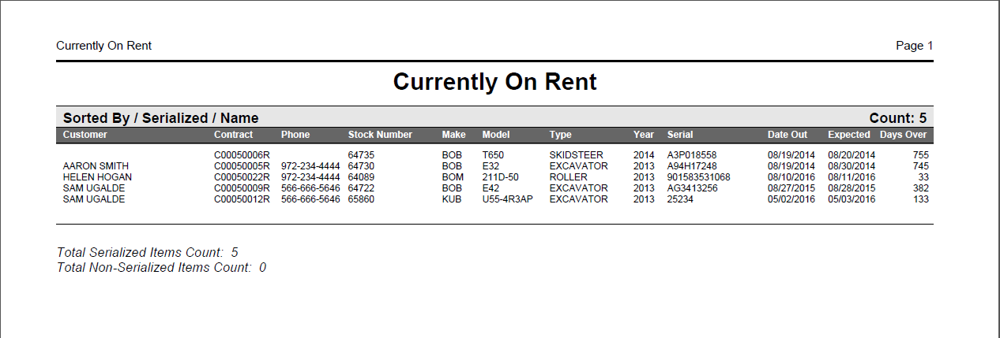 Currently On Rent Page 1
Currently On Rent
Sorted By / Serialized / Name Count: 5
Customer Contract Phone Stock Number Make Model Type Year Serial Date Out Expected Days Over
C00050006R 64735 BOB T650 SKIDSTEER 2014 A3P018558 08/19/2014 08/20/2014 755
AARON SMITH C00050005R 972-234-4444 64730 BOB E32 EXCAVATOR 2013 A94H17248 08/19/2014 08/30/2014 745
HELEN HOGAN C00050022R 972-234-4444 64089 BOM 211D-50 ROLLER 2013 901583531068 08/10/2016 08/11/2016 33
SAM UGALDE C00050009R 566-666-5646 64722 BOB E42 EXCAVATOR 2013 AG3413256 08/27/2015 08/28/2015 382
SAM UGALDE C00050012R 566-666-5646 65860 KUB U55-4R3AP EXCAVATOR 2013 25234 05/02/2016 05/03/2016 133
Total Serialized Items Count: 5
Total Non-Serialized Items Count: 0